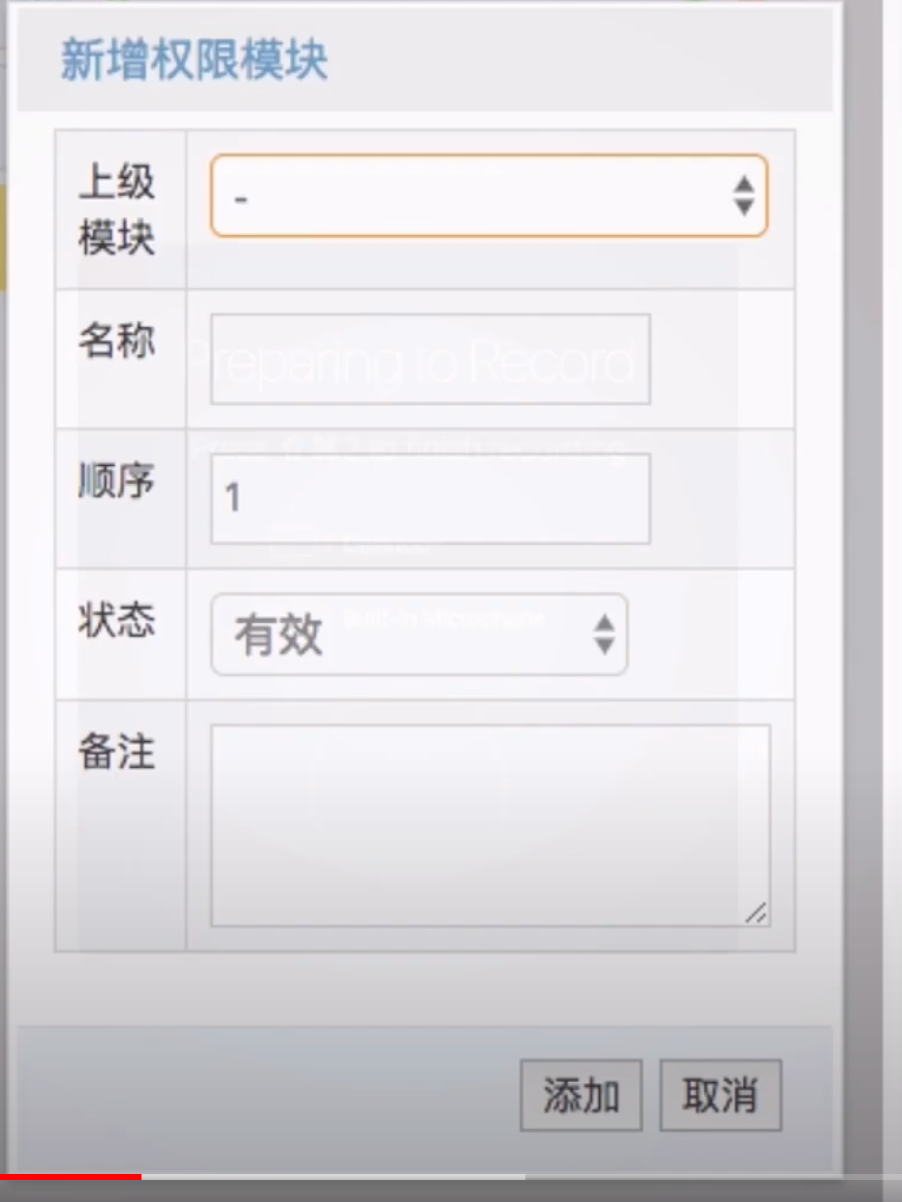 新增权限模块
上级
模块
-
名称
Preparing to Record
顺序
1
状态
有效
Built-in Microphone
备注
添加
取消